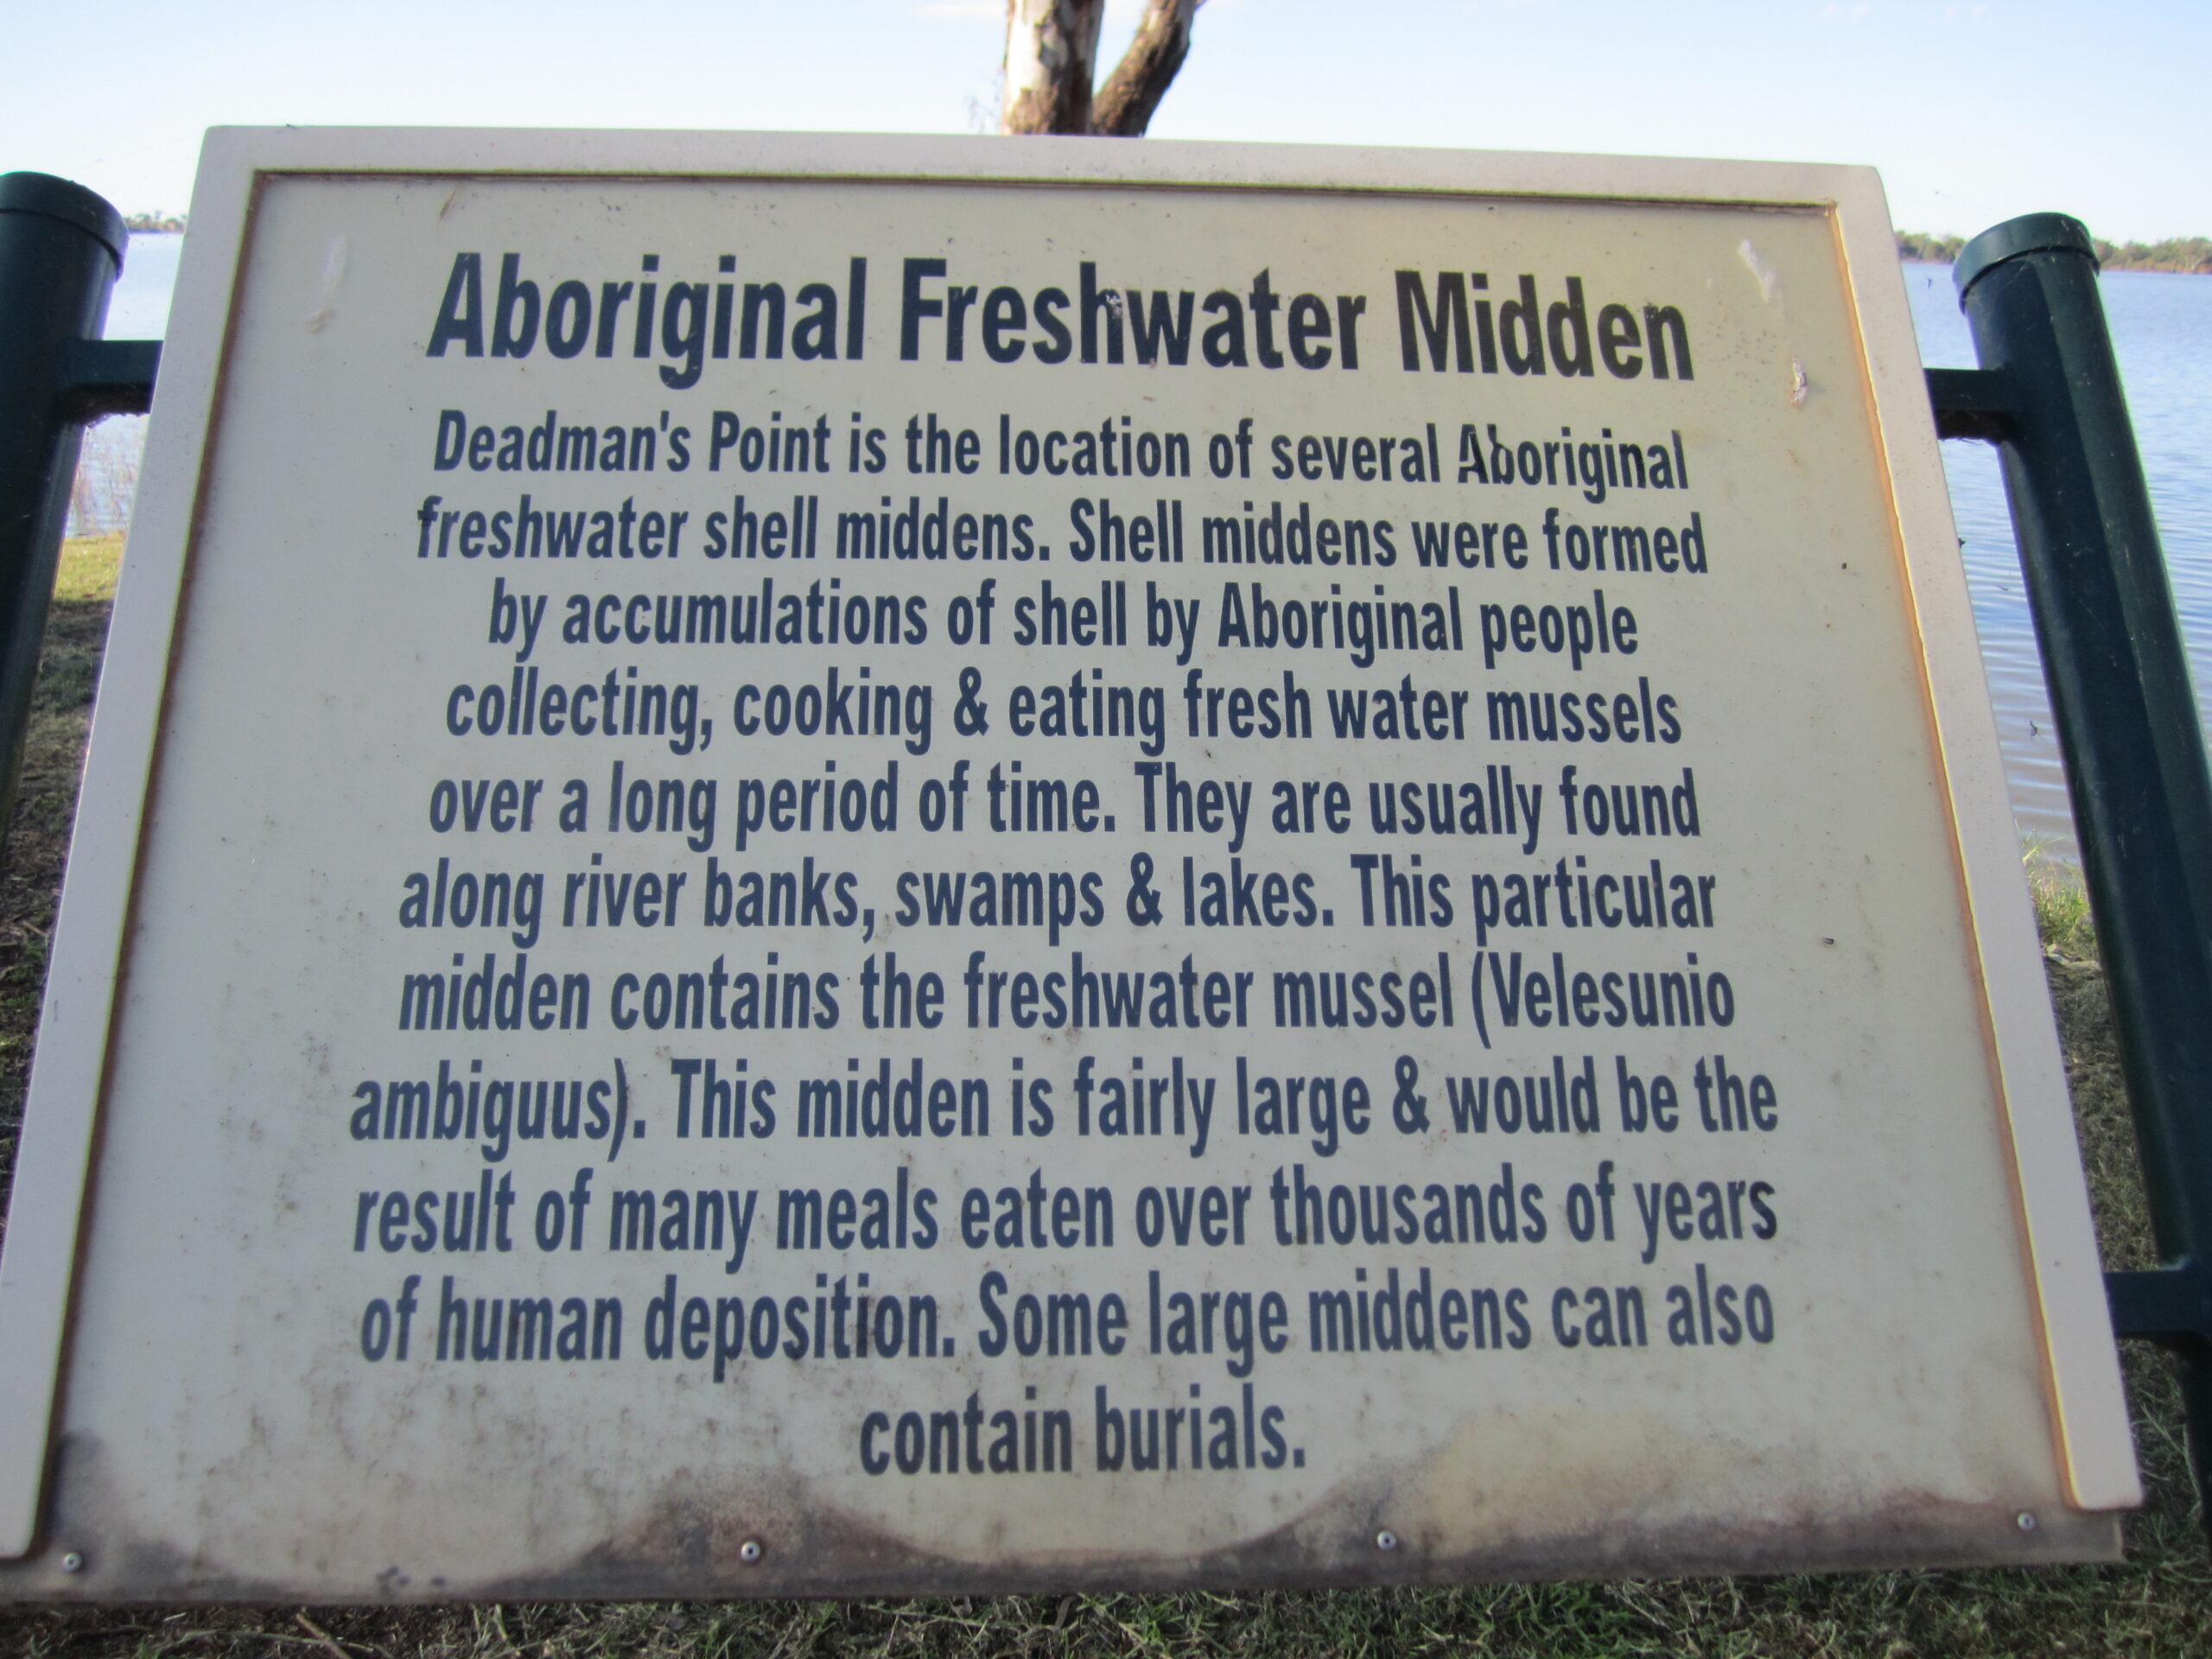 Aboriginal Freshwater Midden
Deadman's Point is the location of several Aboriginal
freshwater shell middens. Shell middens were formed
by accumulations of shell by Aboriginal people
collecting, cooking & eating fresh water mussels
over a long period of time. They are usually found
along river banks, swamps & lakes. This particular
midden contains the freshwater mussel (Velesunio
ambiguus). This midden is fairly large & would be the
result of many meals eaten over thousands of years
of human deposition. Some large middens can also
contain burials.